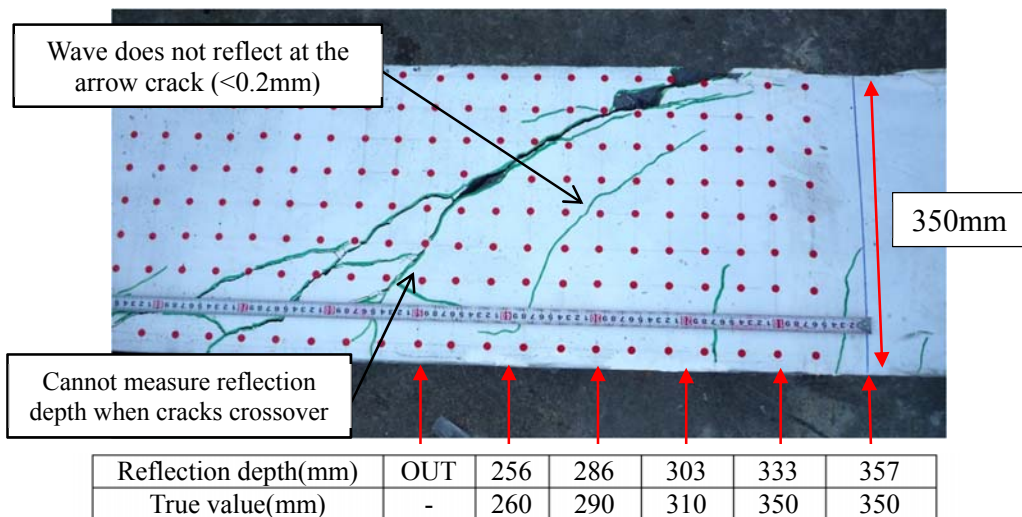 Wave does not reflect at the
arrow crack (<0.2mm)
350mm
Cannot measure reflection
depth when cracks crossover
Reflection depth(mm) OUT 256 286 303 333 357
True value(mm) - 260 290 310 350 350